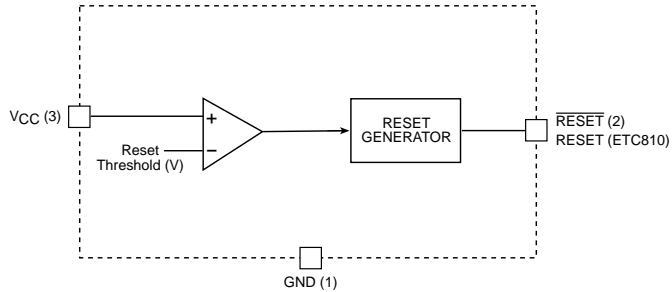 VCC (3)
+
Reset
Threshold (V)
−
RESET
GENERATOR
RESET (2)
RESET (ETC810)
GND (1)